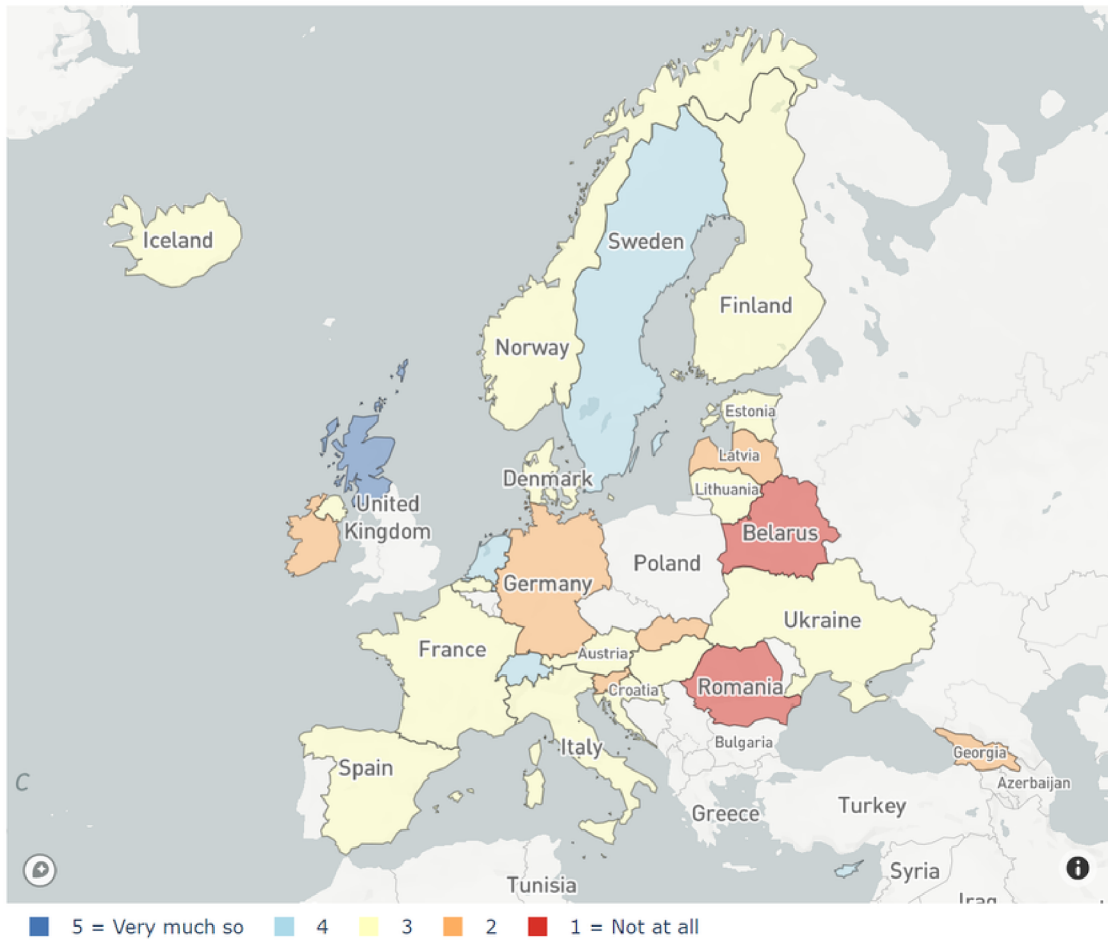 Iceland
Sweden
Finland
Norway
Estonia
Latvia
Denmark
Lithuania
United
Kingdom
Belarus
Poland
Germany
Ukraine
France
Austria
Romania
Croatia
Italy
Bulgaria
Georgia
Spain
Azerbaijan
C
Turkey
Greece
Syria
Tunisia
Iraq
5 = Very much so 4 3 2 1 = Not at all